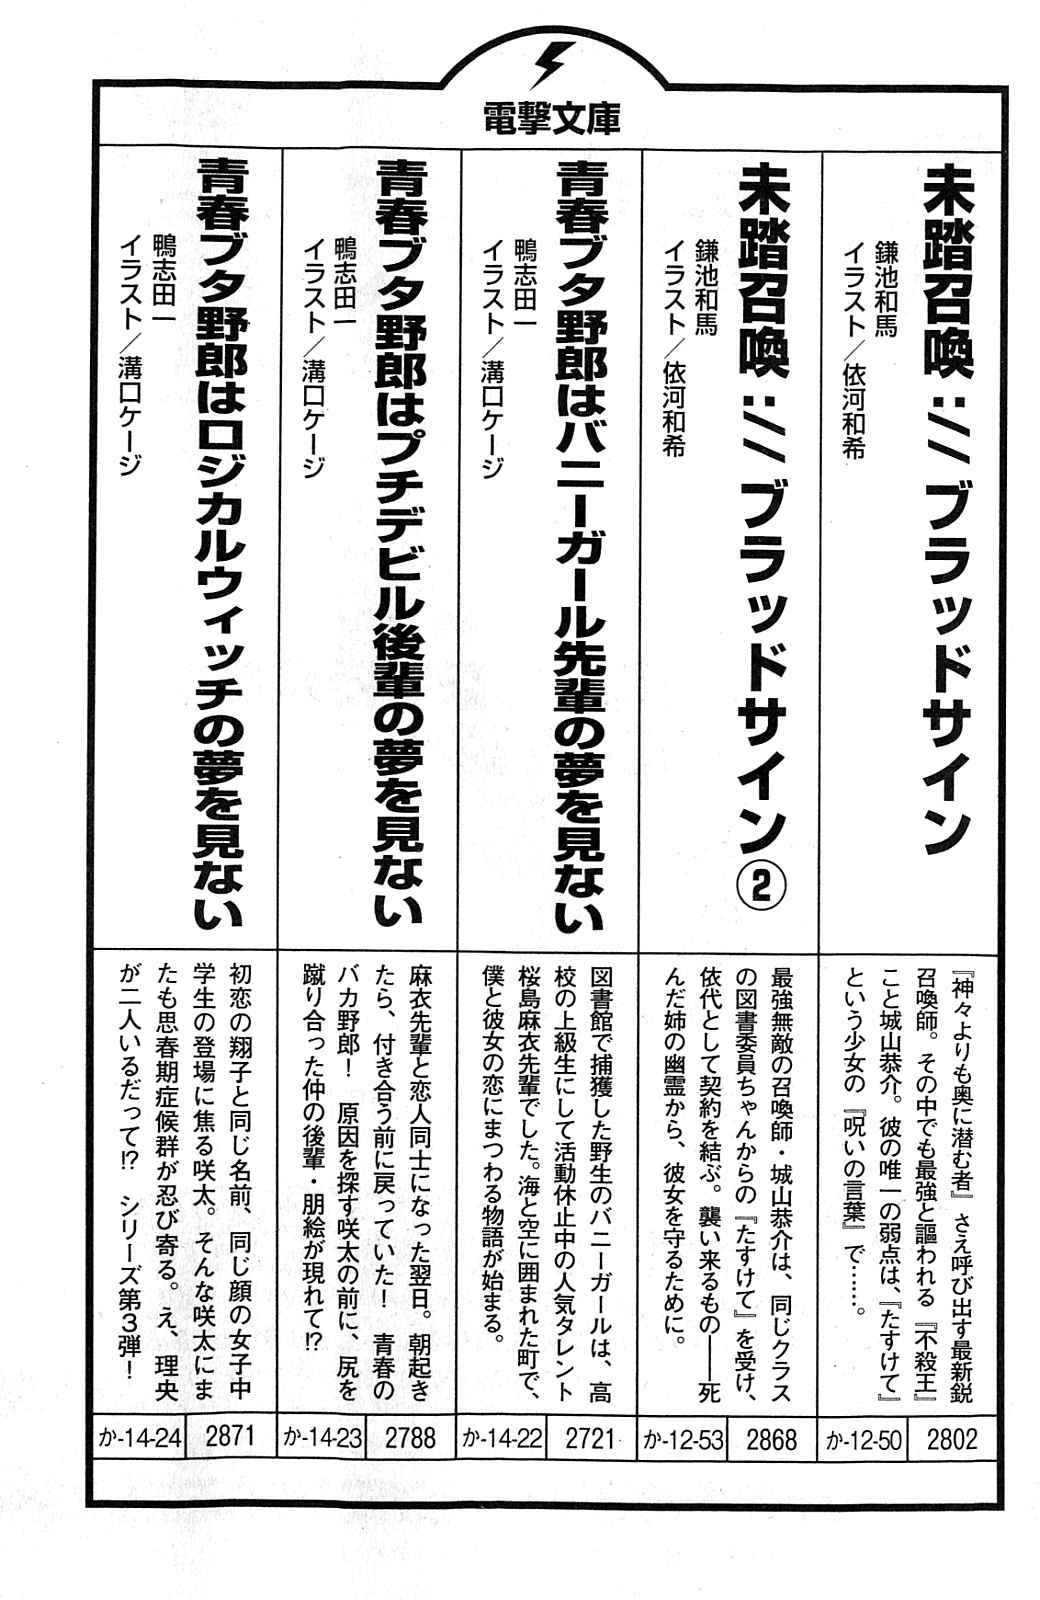 電撃文庫
未踏召喚://ブラッドサイン
鎌池和馬
イラスト/依河和希
『神々よりも奥に潜む者』さえ呼び出す最新鋭
召喚師。その中でも最強と謳われる『不殺王』
こと城山恭介。彼の唯一の弱点は、『たすけて』
という少女の『呪いの言葉』で……。
か-12-50
2802
未踏召喚://ブラッドサイン②
鎌池和馬
イラスト/依河和希
最強無敵の召喚師・城山恭介は、同じクラス
の図書委員ちゃんからの『たすけて』を受け、
依代として契約を結ぶ。襲い来るもの――死
んだ姉の幽霊から、彼女を守るために。
か-12-53
2868
青春ブタ野郎はバニーガール先輩の夢を見ない
鴨志田一
イラスト/溝口ケージ
図書館で捕獲した野生のバニーガールは、高
校の上級生にして活動休止中の人気タレント
桜島麻衣先輩でした。海と空に囲まれた町で、
僕と彼女の恋にまつわる物語が始まる。
か-14-22
2721
青春ブタ野郎はプチデビル後輩の夢を見ない
鴨志田一
イラスト/溝口ケージ
麻衣先輩と恋人同士になった翌日。朝起き
たら、付き合う前に戻っていた! 青春の
バカ野郎! 原因を探す咲太の前に、尻を
蹴り合った仲の後輩・朋絵が現れて!?
か-14-23
2788
青春ブタ野郎はロジカルウィッチの夢を見ない
鴨志田一
イラスト/溝口ケージ
初恋の翔子と同じ名前、同じ顔の女子中
学生の登場に焦る咲太。そんな咲太にま
たも思春期症候群が忍び寄る。え、理央
が二人いるだって!? シリーズ第3弾!
か-14-24
2871